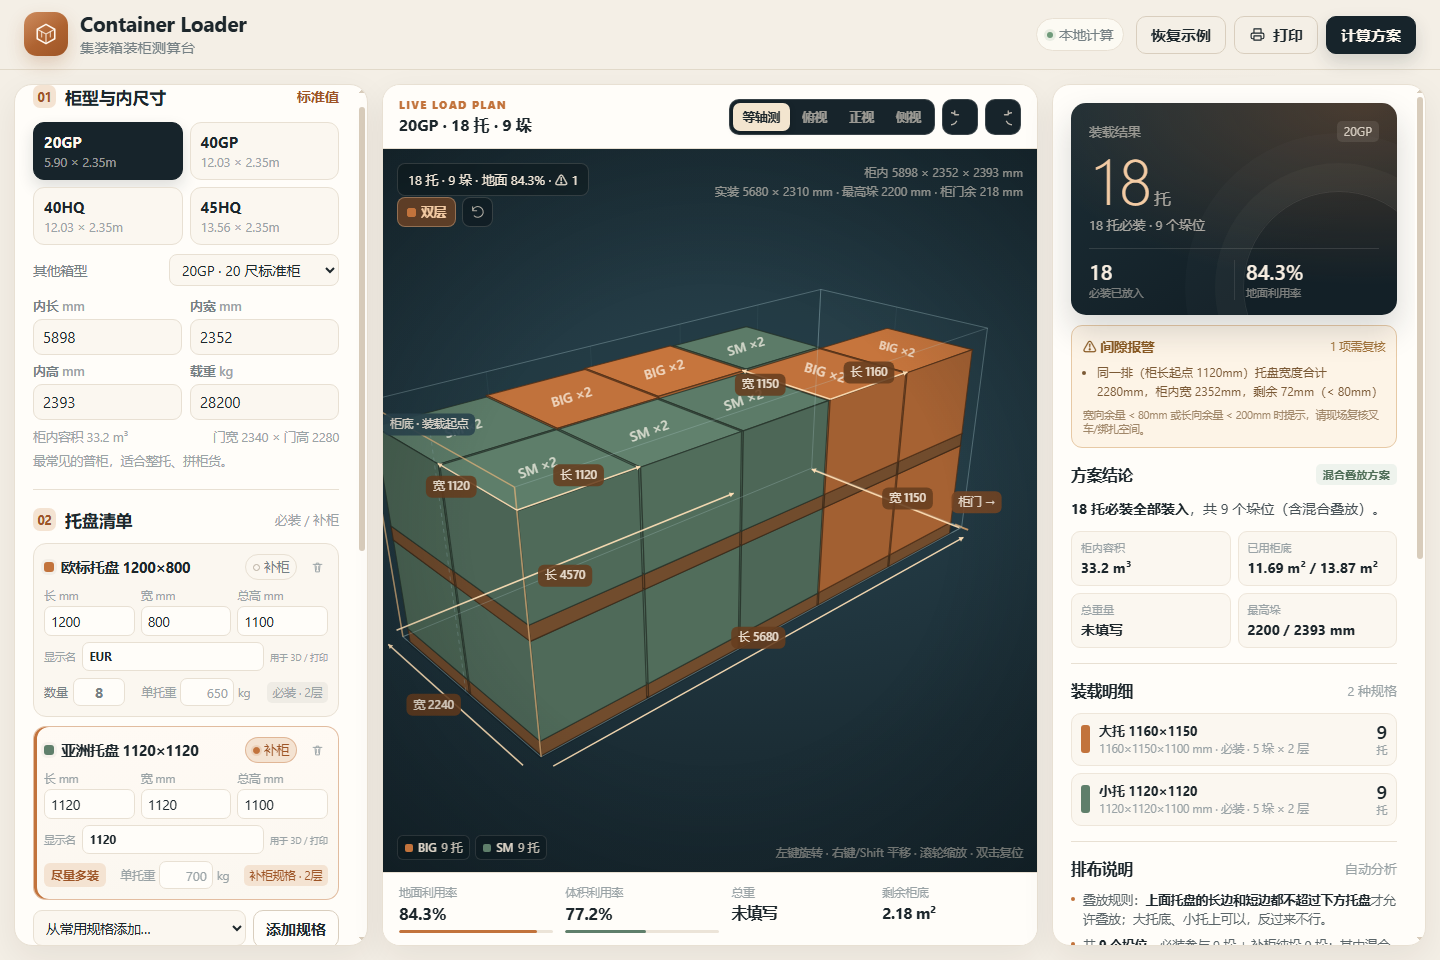 Container Loader
集装箱装柜测算台
本地计算
恢复示例
打印
计算方案
01 柜型与内尺寸 标准值
20GP
5.90 × 2.35m
40GP
12.03 × 2.35m
40HQ
12.03 × 2.35m
45HQ
13.56 × 2.35m
其他箱型
20GP · 20 尺标准柜
内长 mm
内宽 mm
5898
2352
内高 mm
载重 kg
2393
28200
柜内容积 33.2 m³
门宽 2340 × 门高 2280
最常见的普柜，适合整托、拼柜货。
02 托盘清单 必装 / 补柜
欧标托盘 1200×800
补柜
长 mm 宽 mm 总高 mm
1200 800 1100
显示名 EUR 用于 3D / 打印
数量 8 单托重 650 kg 必装 · 2层
亚洲托盘 1120×1120
补柜
长 mm 宽 mm 总高 mm
1120 1120 1100
显示名 1120 用于 3D / 打印
尽量多装 单托重 700 kg 补柜规格 · 2层
从常用规格添加...
添加规格
LIVE LOAD PLAN
20GP · 18 托 · 9 垛
等轴测 俯视 正视 侧视
18 托 · 9 垛 · 地面 84.3% · ⚠ 1
双层
柜内 5898 × 2352 × 2393 mm
实装 5680 × 2310 mm · 最高垛 2200 mm · 柜门余 218 mm
SM ×2
BIG ×2
BIG ×2
BIG ×2
BIG ×2
长 1160
宽 1150
SM ×2
柜底 · 装载起点
2
SM ×2
SM ×2
长 1120
宽 1120
宽 1150
柜门 →
长 4570
长 5680
宽 2240
BIG 9 托
SM 9 托
左键旋转 · 右键/Shift 平移 · 滚轮缩放 · 双击复位
地面利用率
84.3%
体积利用率
77.2%
总重
未填写
剩余柜底
2.18 m²
装载结果
20GP
18 托
18 托必装 · 9 个垛位
18
必装已放入
84.3%
地面利用率
间隙报警
1 项需复核
同一排（柜长起点 1120mm）托盘宽度合计
2280mm，柜内宽 2352mm，剩余 72mm（< 80mm）
宽向余量 < 80mm 或长向余量 < 200mm 时提示，请现场复核叉
车/绑扎空间。
方案结论
混合叠放方案
18 托必装全部装入，共 9 个垛位（含混合叠放）。
柜内容积
33.2 m³
已用柜底
11.69 m² / 13.87 m²
总重量
未填写
最高垛
2200 / 2393 mm
装载明细
2 种规格
大托 1160×1150
1160×1150×1100 mm · 必装 · 5 垛 × 2 层
9
托
小托 1120×1120
1120×1120×1100 mm · 必装 · 5 垛 × 2 层
9
托
排布说明
自动分析
叠放规则：上面托盘的长边和短边都不超过下方托盘才允
许叠放；大托底、小托上可以，反过来不行。
共 9 个垛位，必装参与 9 垛 + 补柜纯垛 0 垛；其中混合